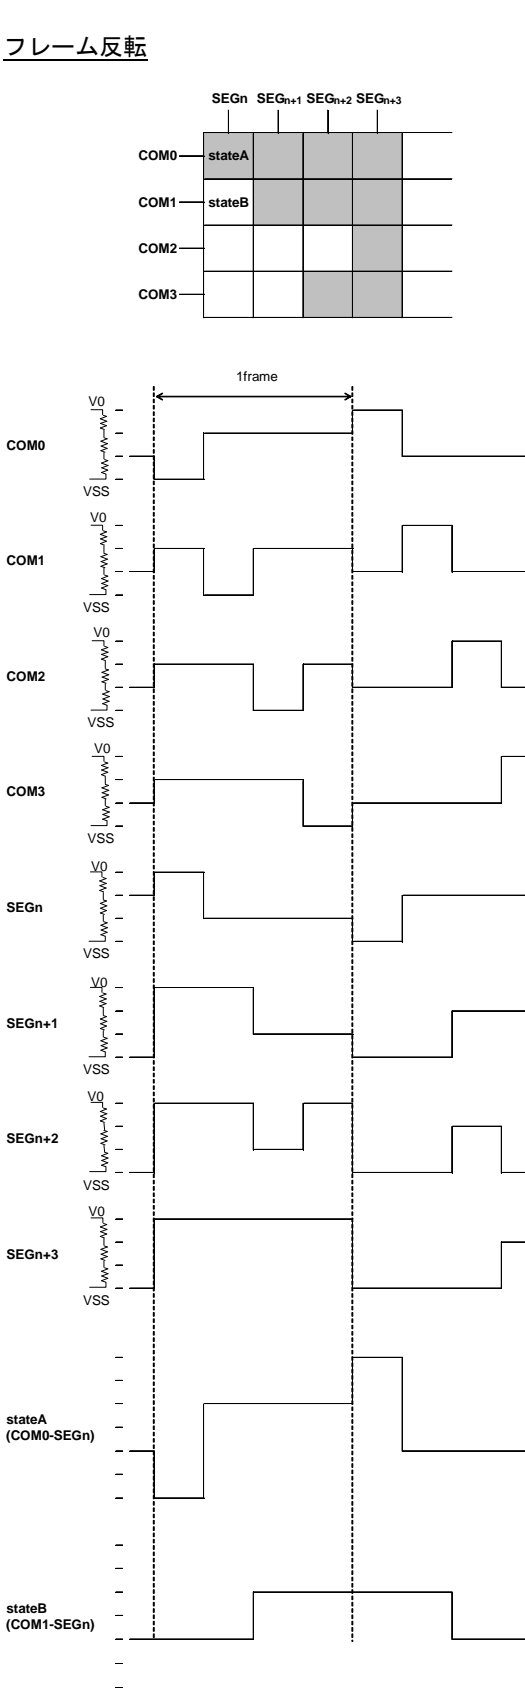 フレーム反転
SEGn SEGn+1 SEGn+2 SEGn+3
COM0 stateA
COM1 stateB
COM2
COM3
1frame
V0
COM0
VSS
V0
COM1
VSS
V0
COM2
VSS
V0
COM3
VSS
V0
SEGn
VSS
V0
SEGn+1
VSS
V0
SEGn+2
VSS
V0
SEGn+3
VSS
stateA
(COM0-SEGn)
stateB
(COM1-SEGn)